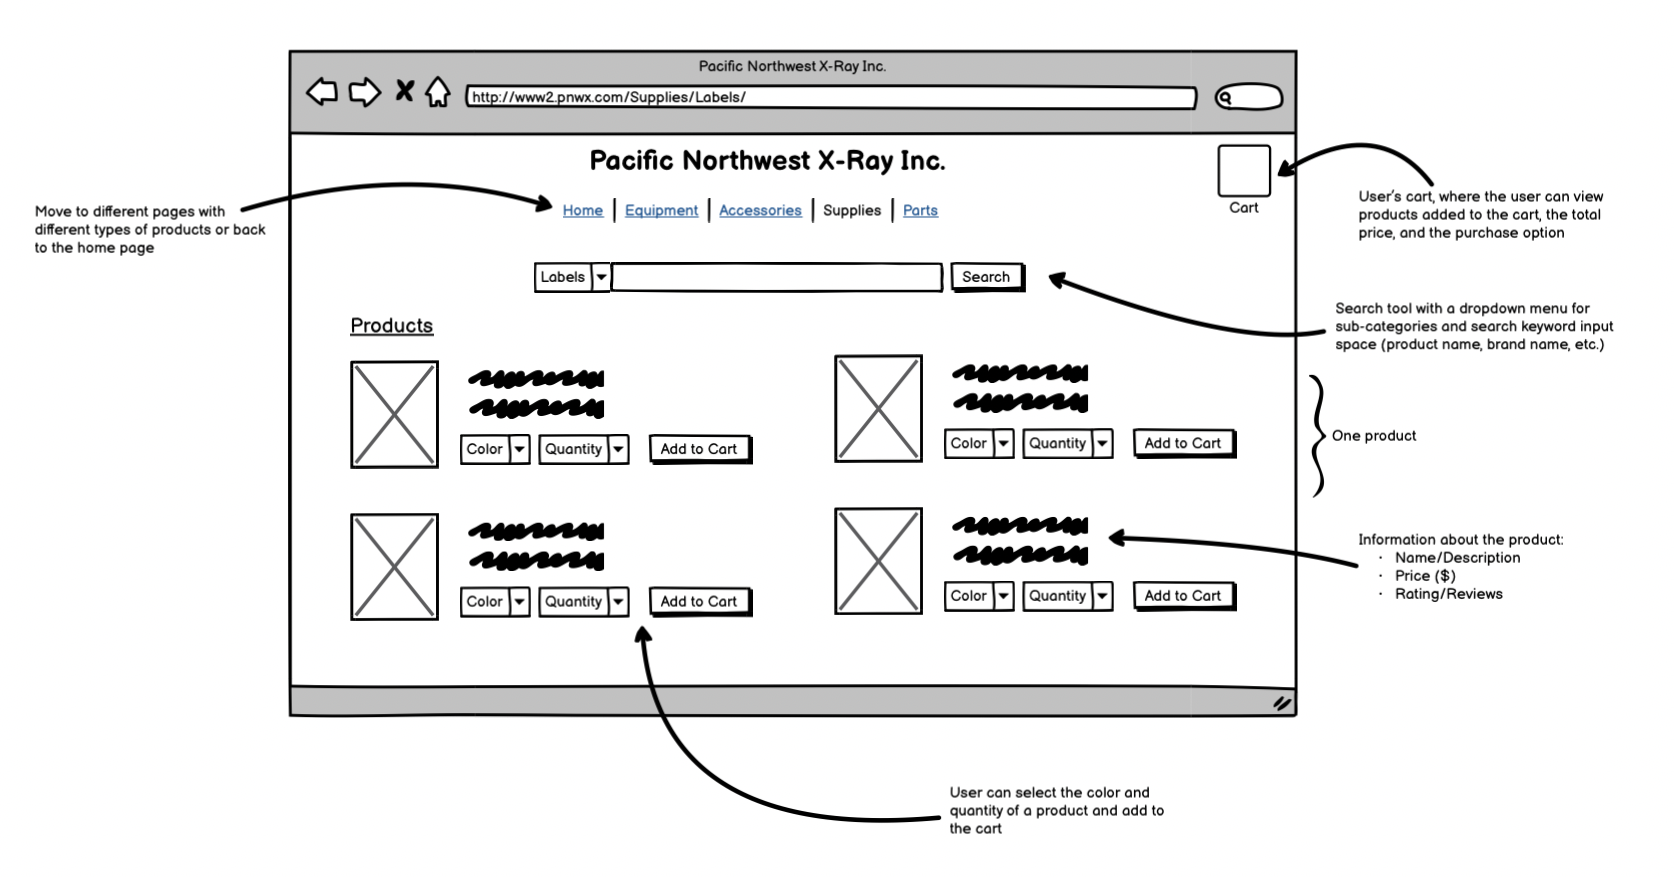 Pacific Northwest X-Ray Inc.
http://www2.pnwx.com/Supplies/Labels/
Pacific Northwest X-Ray Inc.
Home | Equipment | Accessories | Supplies | Parts
Cart
Move to different pages with
different types of products or back
to the home page
User's cart, where the user can view
products added to the cart, the total
price, and the purchase option
Labels
Search
Search tool with a dropdown menu for
sub-categories and search keyword input
space (product name, brand name, etc.)
Products
Color Quantity Add to Cart
Color Quantity Add to Cart
One product
Color Quantity Add to Cart
Color Quantity Add to Cart
Information about the product:
· Name/Description
· Price ($)
· Rating/Reviews
User can select the color and
quantity of a product and add to
the cart